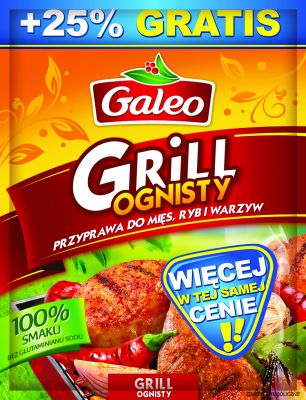 +25% GRATIS
Galeo
GRiLL
OGNISTY
PRZYPRAWA DO MIĘS, RYB I WARZYW
WIĘCEJ
W TEJ SAMEJ
CENIE
!!
100%
SMAKU
BEZ GLUTAMINIANU SODU
GRILL
OGNISTY